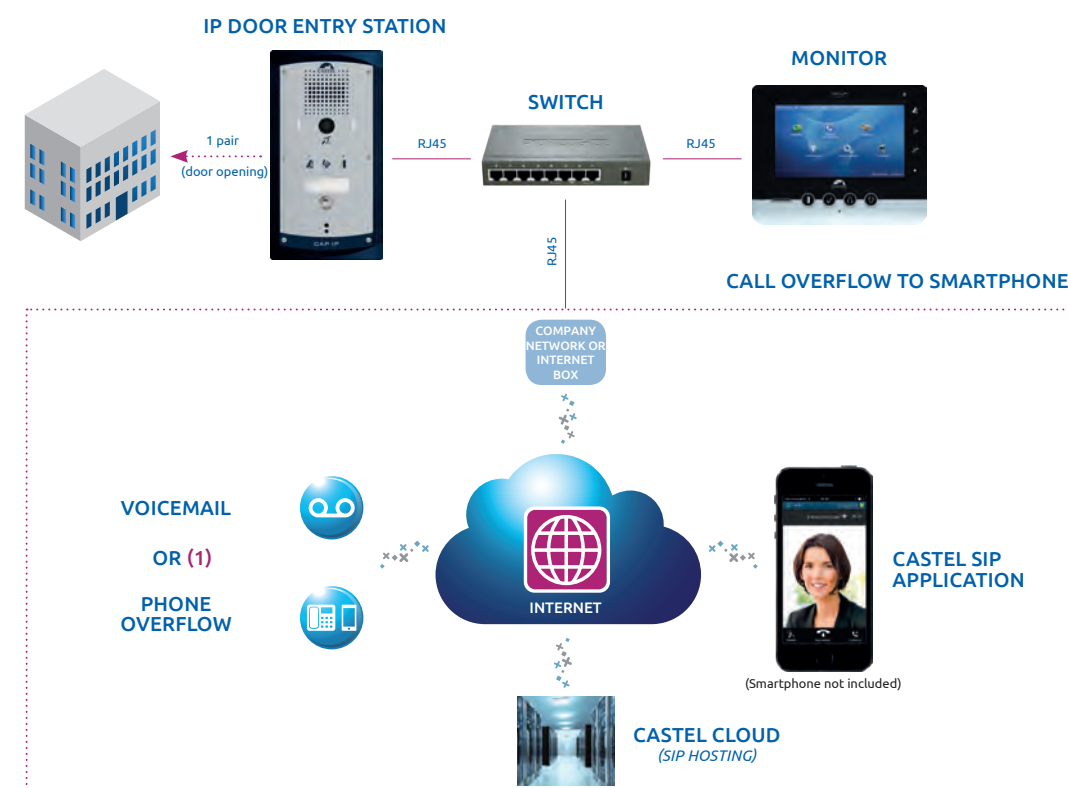 IP DOOR ENTRY STATION
MONITOR
SWITCH
1 pair
(door opening)
RJ45
RJ45
CAP IP
RJ45
CALL OVERFLOW TO SMARTPHONE
COMPANY
NETWORK OR
INTERNET
BOX
VOICEMAIL
OR (1)
PHONE
OVERFLOW
INTERNET
CASTEL SIP
APPLICATION
(Smartphone not included)
CASTEL CLOUD
(SIP HOSTING)